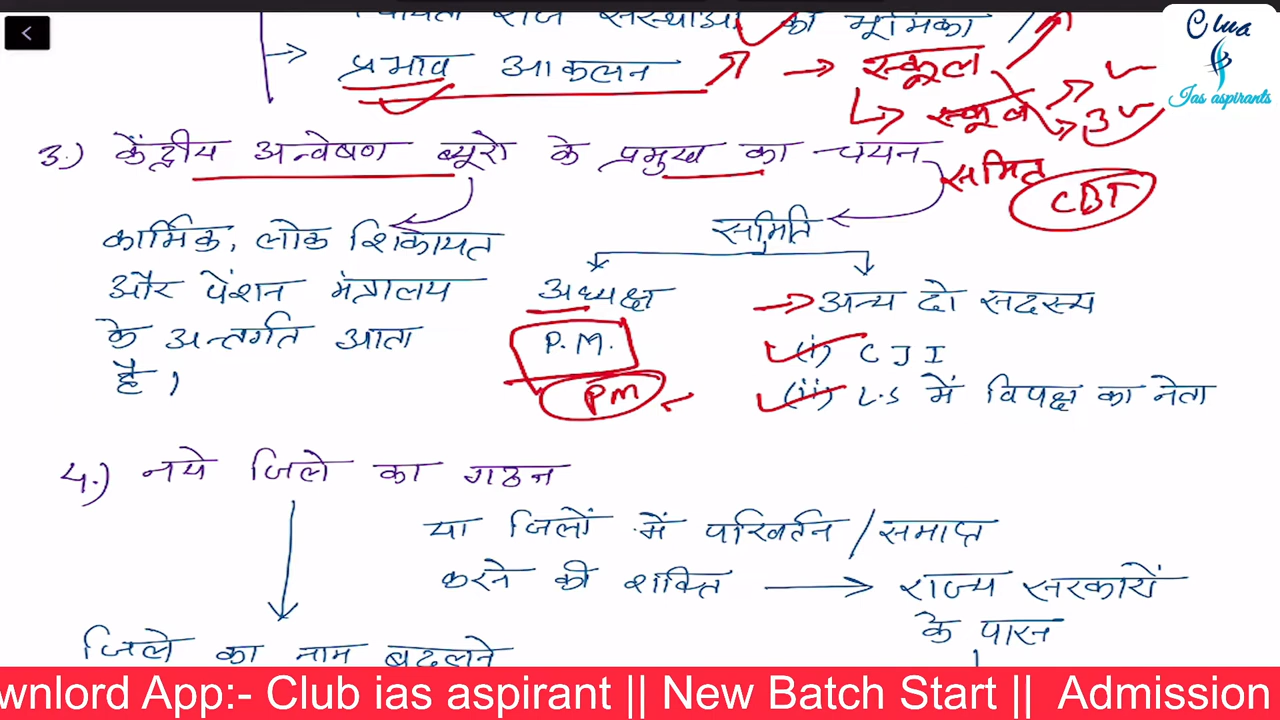 राज संस्थाओं की भूमिका /
→ प्रभाव आकलन → स्कूल
3.) केंद्रीय अन्वेषण ब्यूरो के प्रमुख का चयन
समिति
CBI
कार्मिक, लोक शिकायत
और पेंशन मंत्रालय
के अन्तर्गत आता
है।
समिति
अध्यक्ष
P.M.
PM
→ अन्य दो सदस्य
(i) CJI
(ii) L.S में विपक्ष का नेता
4.) नये जिले का गठन
या जिलों में परिवर्तन / समाप्त
करने की शक्ति → राज्य सरकारों
के पास
जिले का नाम बदलने
Clua
Ias aspirants
wnlord App:- Club ias aspirant || New Batch Start || Admission